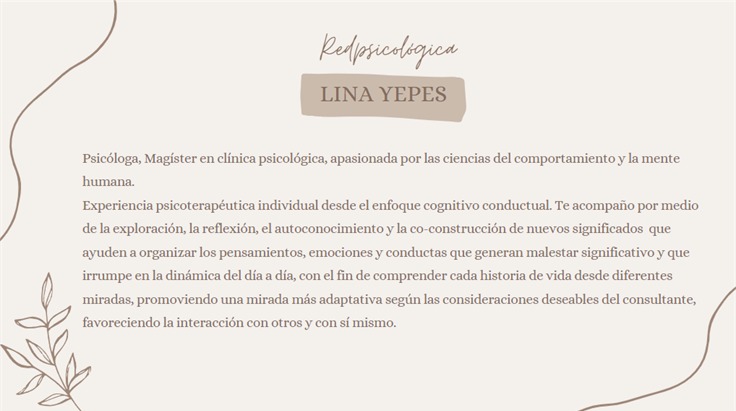 Redpsicológica
LINA YEPES
Psicóloga, Magíster en clínica psicológica, apasionada por las ciencias del comportamiento y la mente
humana.
Experiencia psicoterapéutica individual desde el enfoque cognitivo conductual. Te acompaño por medio
de la exploración, la reflexión, el autoconocimiento y la co-construcción de nuevos significados que
ayuden a organizar los pensamientos, emociones y conductas que generan malestar significativo y que
irrumpe en la dinámica del día a día, con el fin de comprender cada historia de vida desde diferentes
miradas, promoviendo una mirada más adaptativa según las consideraciones deseables del consultante,
favoreciendo la interacción con otros y con sí mismo.